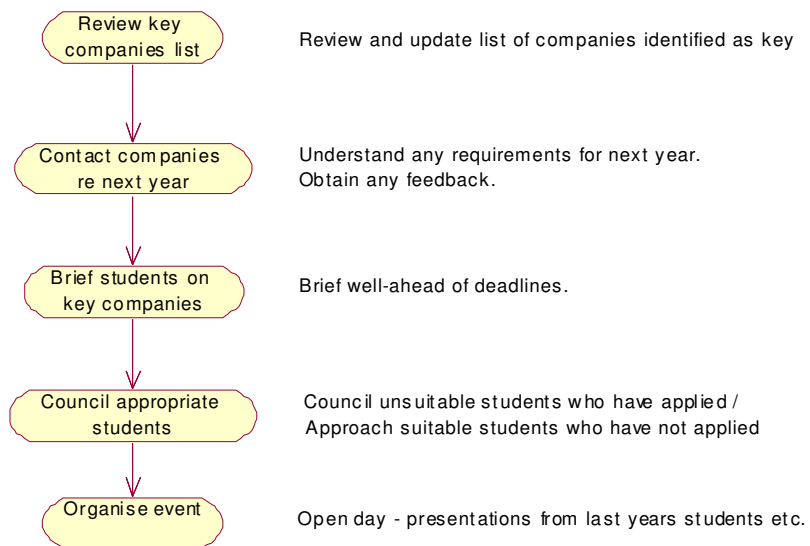 Review key
companies list
Review and update list of companies identified as key
Contact companies
re next year
Understand any requirements for next year.
Obtain any feedback.
Brief students on
key companies
Brief well-ahead of deadlines.
Council appropriate
students
Council unsuitable students who have applied /
Approach suitable students who have not applied
Organise event
Open day - presentations from last years students etc.